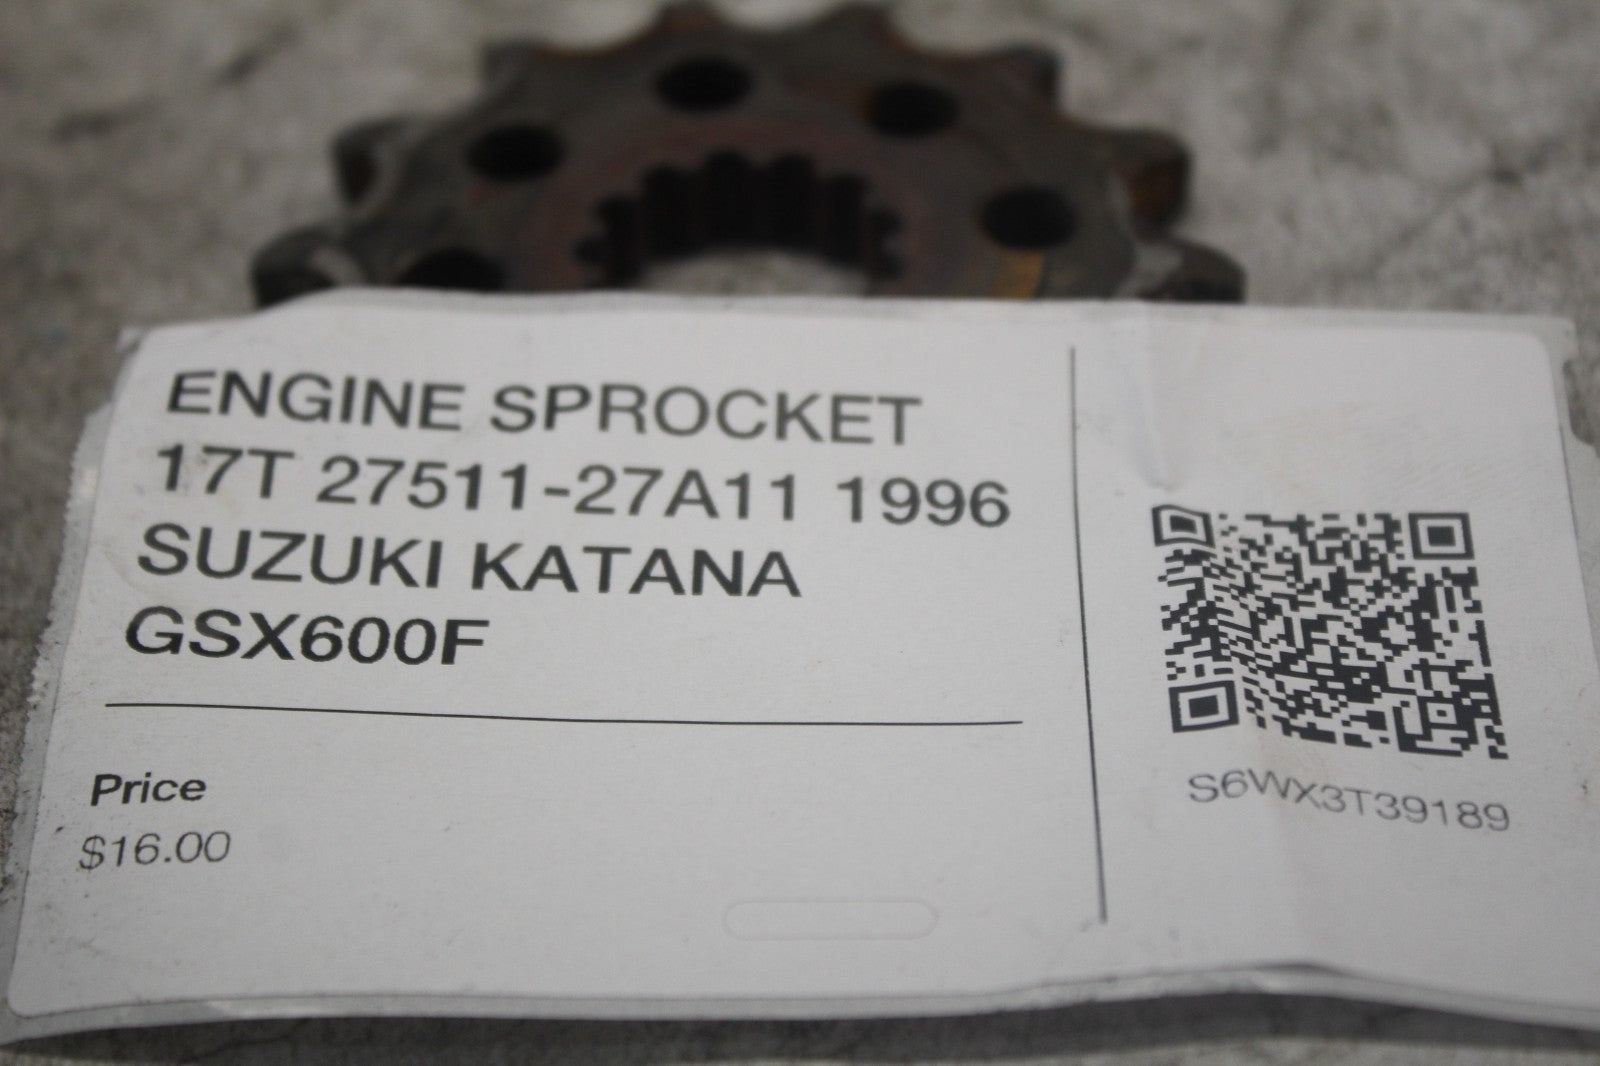 ENGINE SPROCKET
17T 27511-27A11 1996
SUZUKI KATANA
GSX600F
Price
$16.00
S6WX3T39189